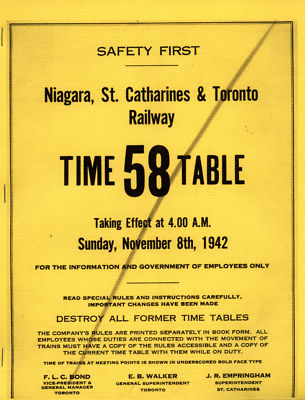 SAFETY FIRST
Niagara, St. Catharines & Toronto
Railway
TIME 58 TABLE
Taking Effect at 4.00 A.M.
Sunday, November 8th, 1942
FOR THE INFORMATION AND GOVERNMENT OF EMPLOYEES ONLY
READ SPECIAL RULES AND INSTRUCTIONS CAREFULLY.
IMPORTANT CHANGES HAVE BEEN MADE
DESTROY ALL FORMER TIME TABLES
THE COMPANY'S RULES ARE PRINTED SEPARATELY IN BOOK FORM. ALL
EMPLOYEES WHOSE DUTIES ARE CONNECTED WITH THE MOVEMENT OF
TRAINS MUST HAVE A COPY OF THE RULES ACCESSIBLE AND A COPY OF
THE CURRENT TIME TABLE WITH THEM WHILE ON DUTY.
TIME OF TRAINS AT MEETING POINTS IS SHOWN IN UNDERSCORED BOLD FACE TYPE
F. L. C. BOND E. B. WALKER J. R. EMPRINGHAM
VICE-PRESIDENT & GENERAL SUPERINTENDENT SUPERINTENDENT
GENERAL MANAGER TORONTO ST. CATHARINES
TORONTO